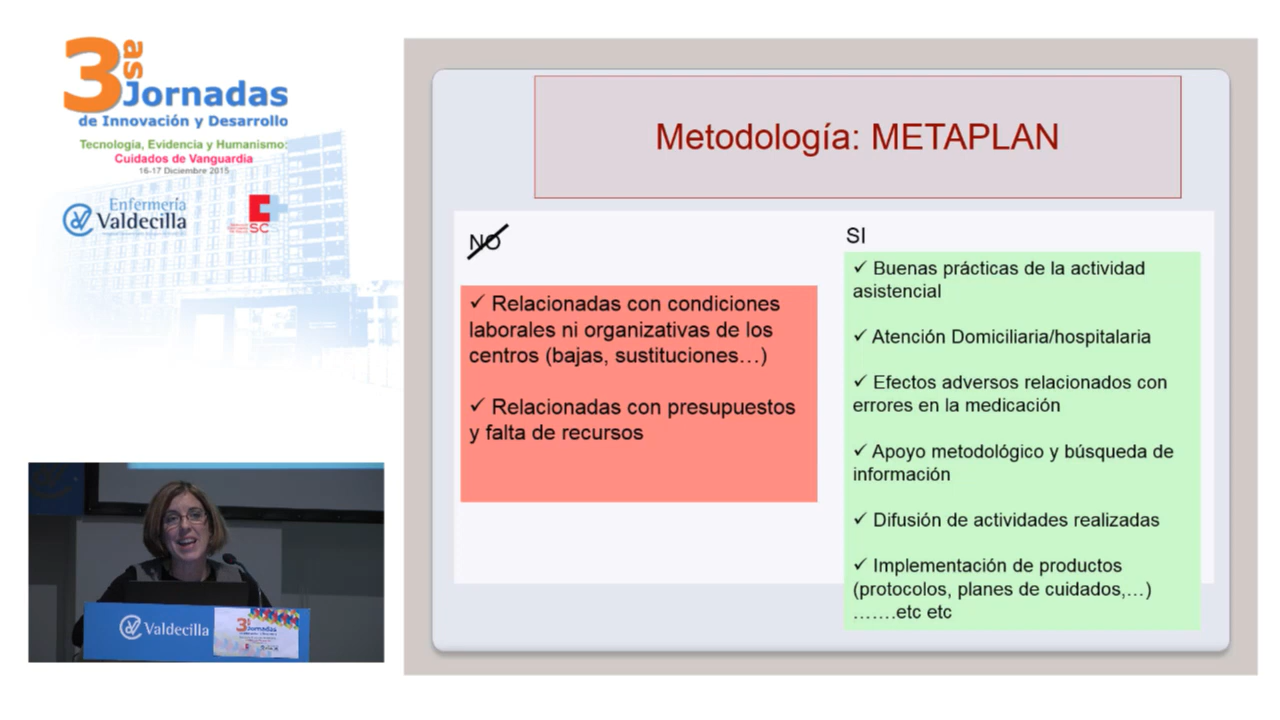 3as
Jornadas
de Innovación y Desarrollo
Tecnología, Evidencia y Humanismo:
Cuidados de Vanguardia
16-17 Diciembre 2015
Enfermería
Valdecilla
SC
Metodología: METAPLAN
NO
✓ Relacionadas con condiciones
laborales ni organizativas de los
centros (bajas, sustituciones…)
✓ Relacionadas con presupuestos
y falta de recursos
SI
✓ Buenas prácticas de la actividad
asistencial
✓ Atención Domiciliaria/hospitalaria
✓ Efectos adversos relacionados con
errores en la medicación
✓ Apoyo metodológico y búsqueda de
información
✓ Difusión de actividades realizadas
✓ Implementación de productos
(protocolos, planes de cuidados,…)
…….etc etc
Valdecilla
3as
Jornadas